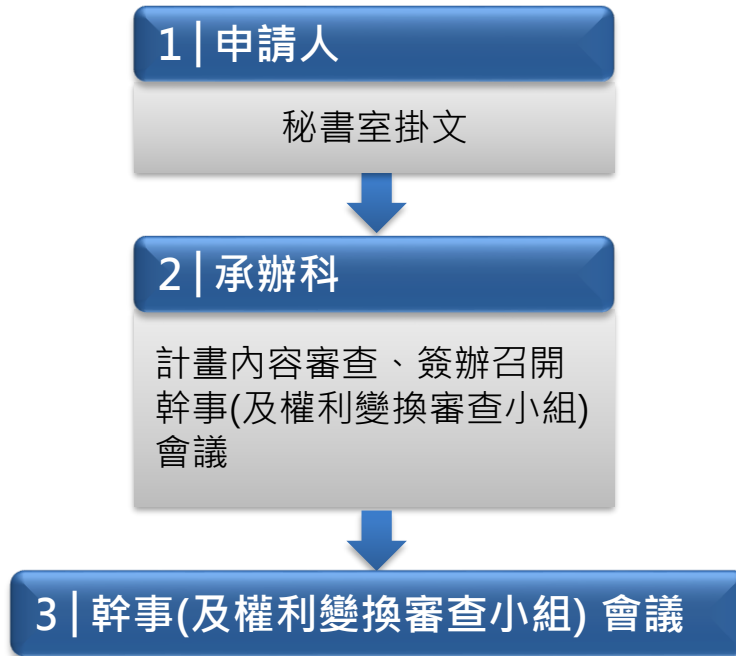 1│申請人
秘書室掛文
2│承辦科
計畫內容審查、簽辦召開
幹事(及權利變換審查小組)
會議
3│幹事(及權利變換審查小組) 會議